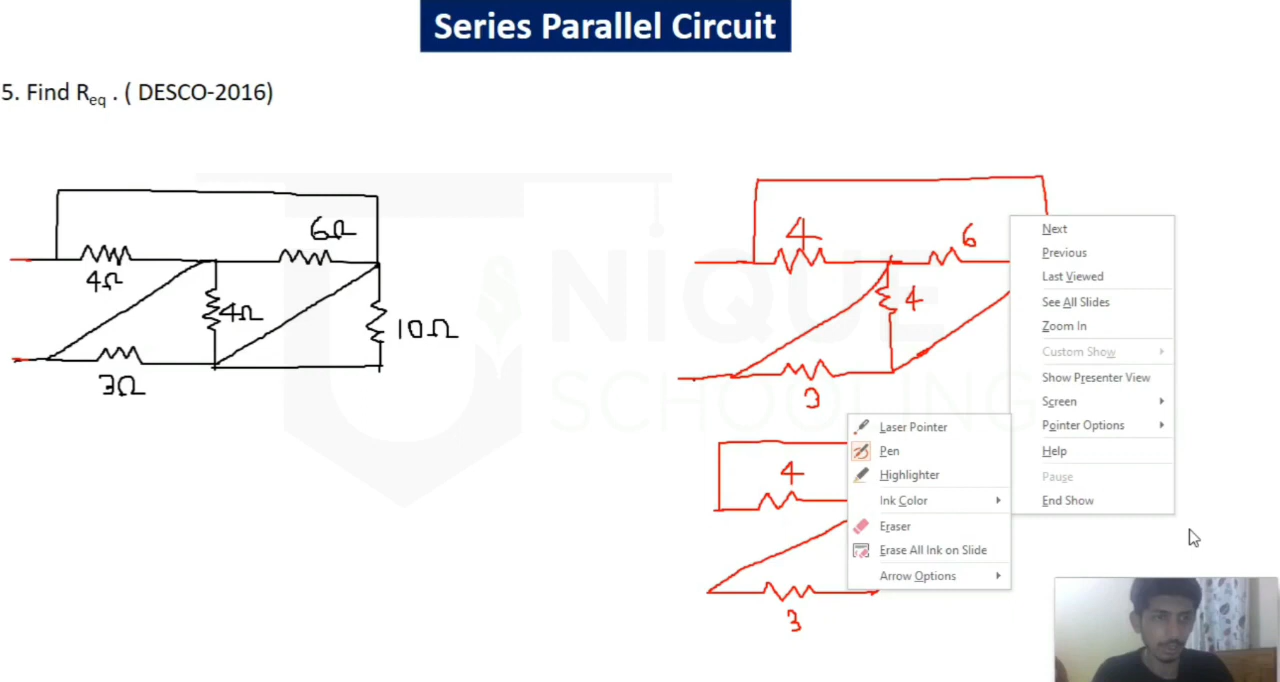 Series Parallel Circuit
5. Find Req . ( DESCO-2016)
6Ω
4Ω
4Ω
10Ω
3Ω
4
6
4
3
4
3
NIQUE
SCHOOLING
Next
Previous
Last Viewed
See All Slides
Zoom In
Custom Show
Show Presenter View
Screen
Pointer Options
Help
Pause
End Show
Laser Pointer
Pen
Highlighter
Ink Color
Eraser
Erase All Ink on Slide
Arrow Options